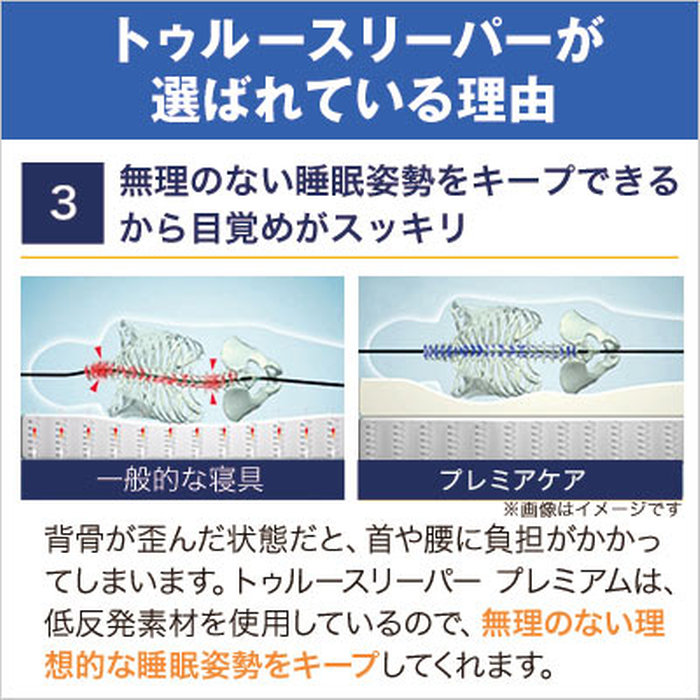 トゥルースリーパーが
選ばれている理由
3
無理のない睡眠姿勢をキープできる
から目覚めがスッキリ
一般的な寝具
プレミアケア
※画像はイメージです
背骨が歪んだ状態だと、首や腰に負担がかかっ
てしまいます。トゥルースリーパー プレミアムは、
低反発素材を使用しているので、無理のない理
想的な睡眠姿勢をキープしてくれます。